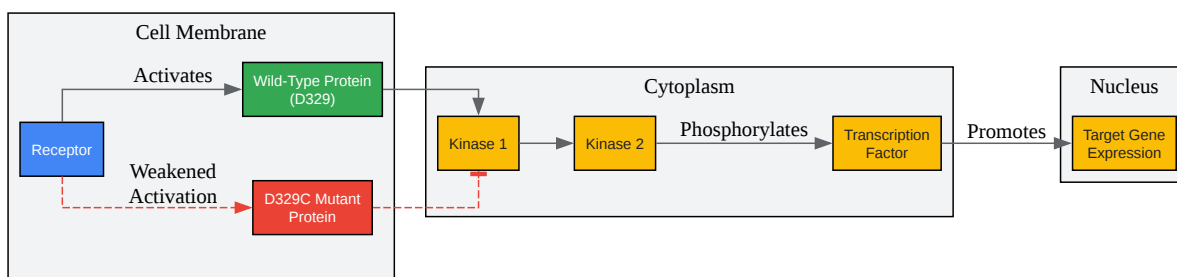 Cell Membrane
Activates
Wild-Type Protein
(D329)
Receptor
Weakened
Activation
D329C Mutant
Protein
Cytoplasm
Kinase 1
Kinase 2
Phosphorylates
Transcription
Factor
Promotes
Nucleus
Target Gene
Expression